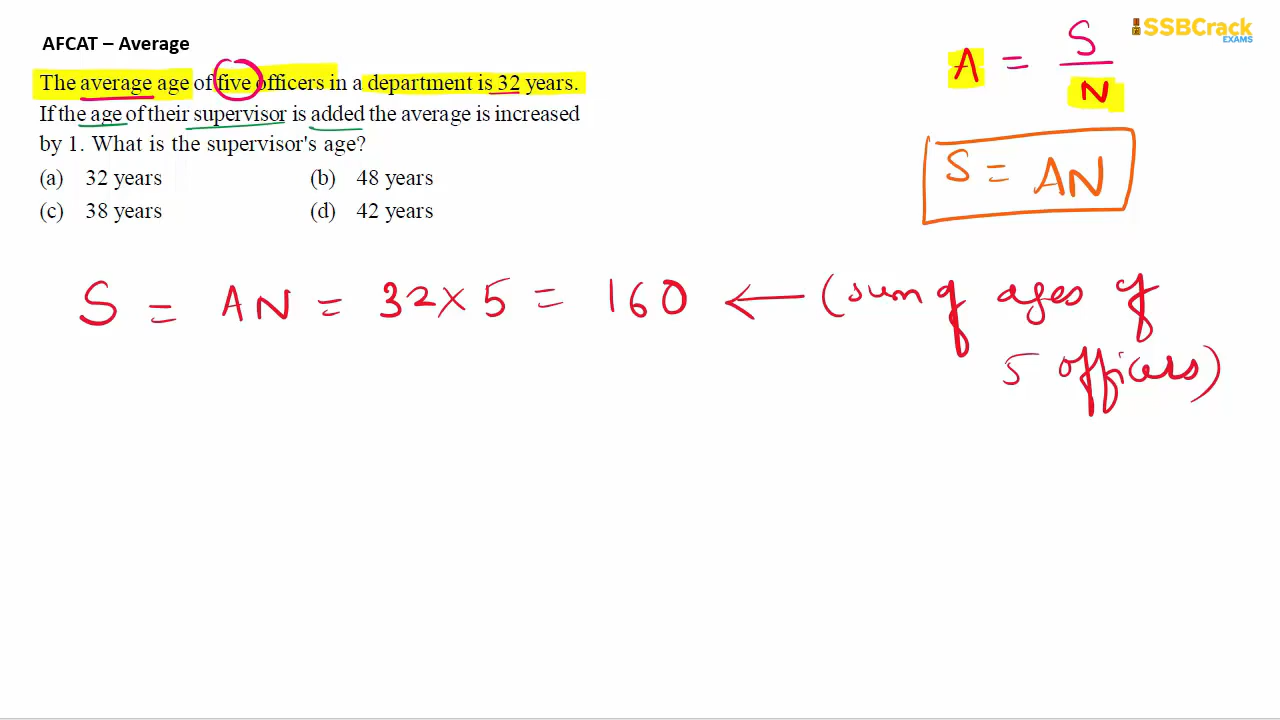 AFCAT – Average
SSBCrack
EXAMS
The average age of five officers in a department is 32 years.
If the age of their supervisor is added the average is increased
by 1. What is the supervisor's age?
(a) 32 years (b) 48 years
(c) 38 years (d) 42 years
A = S / N
S = AN
S = AN = 32 × 5 = 160 ← (sum of ages of
5 officers)